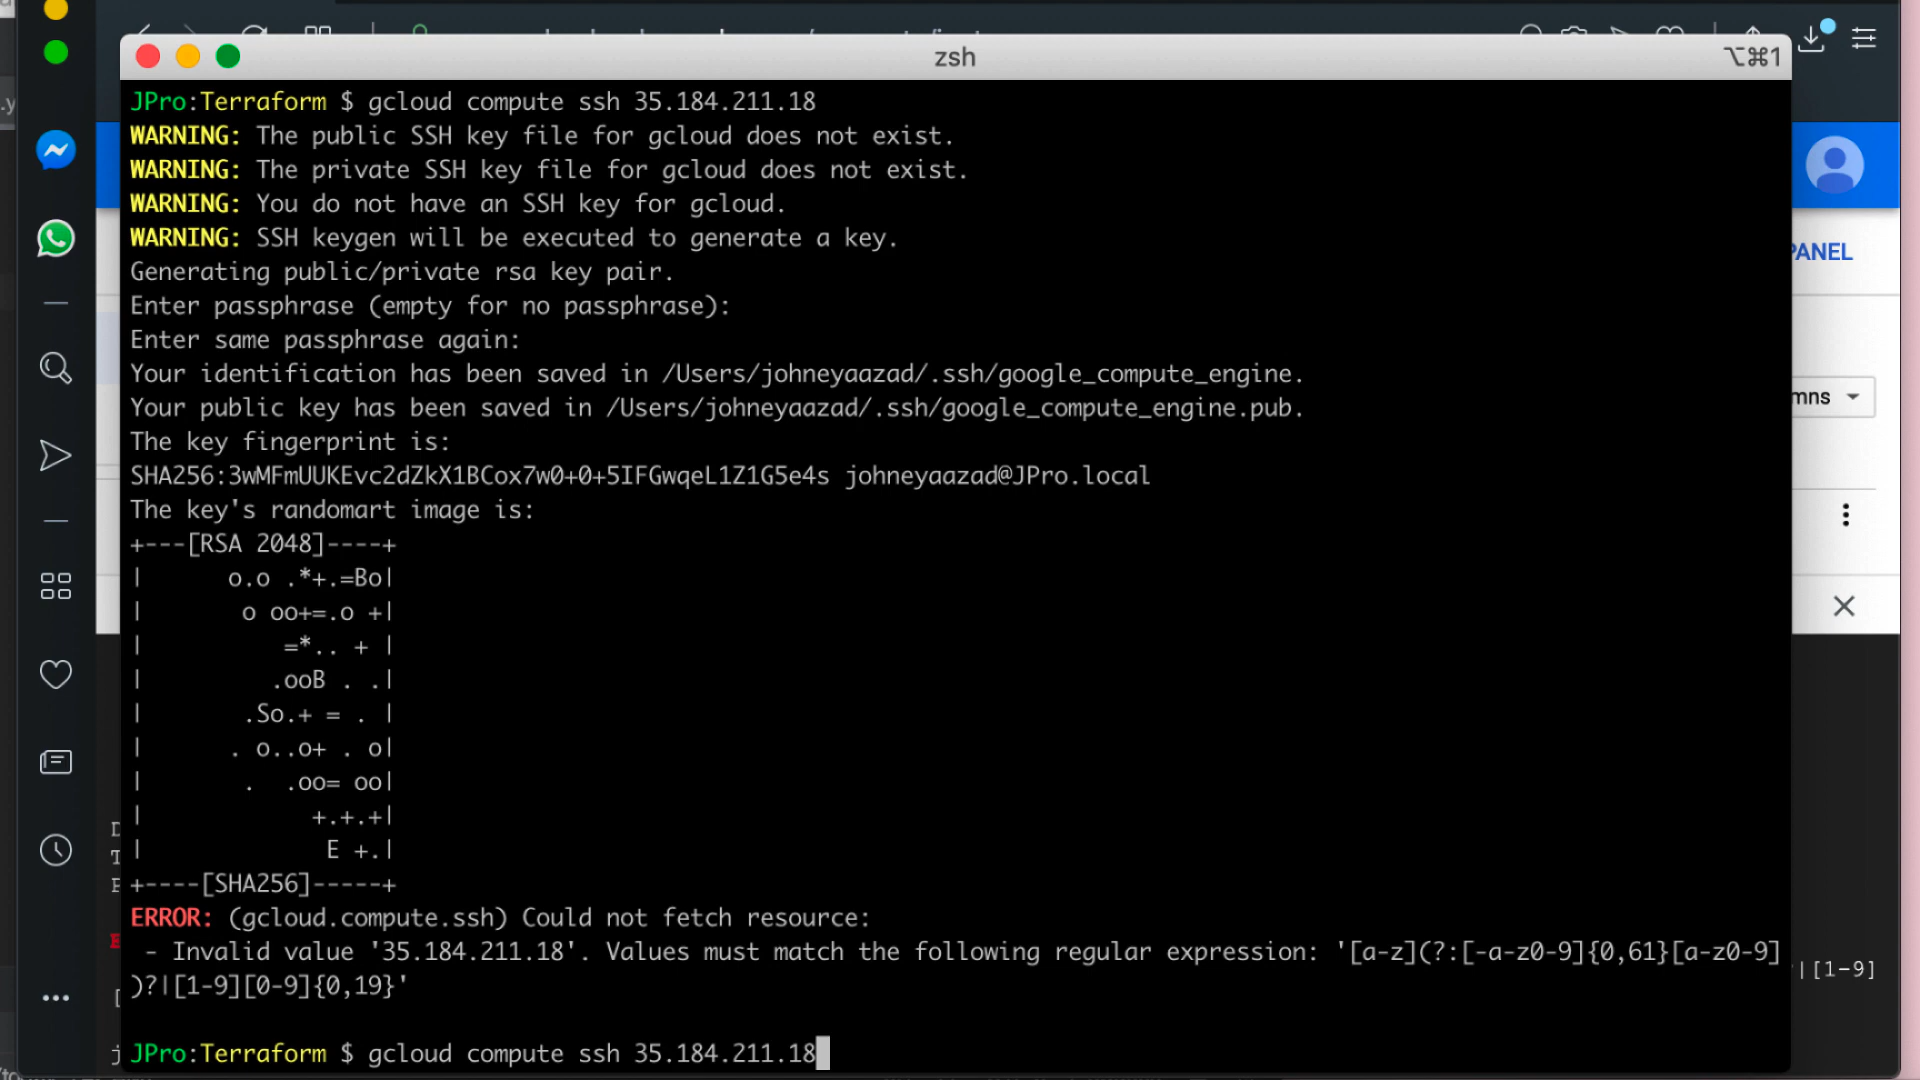 zsh
⌥⌘1
JPro:Terraform $ gcloud compute ssh 35.184.211.18
WARNING: The public SSH key file for gcloud does not exist.
WARNING: The private SSH key file for gcloud does not exist.
WARNING: You do not have an SSH key for gcloud.
WARNING: SSH keygen will be executed to generate a key.
Generating public/private rsa key pair.
Enter passphrase (empty for no passphrase):
Enter same passphrase again:
Your identification has been saved in /Users/johneyaazad/.ssh/google_compute_engine.
Your public key has been saved in /Users/johneyaazad/.ssh/google_compute_engine.pub.
The key fingerprint is:
SHA256:3wMFmUUKEvc2dZkX1BCox7w0+0+5IFGwqeL1Z1G5e4s johneyaazad@JPro.local
The key's randomart image is:
+---[RSA 2048]----+
|      o.o .*+.=Bo|
|       o oo+=.o +|
|          =*.. + |
|         .ooB . .|
|       .So.+ = . |
|      . o..o+ . o|
|       .  .oo= oo|
|            +.+.+|
|             E +.|
+----[SHA256]-----+
ERROR: (gcloud.compute.ssh) Could not fetch resource:
 - Invalid value '35.184.211.18'. Values must match the following regular expression: '[a-z](?:[-a-z0-9]{0,61}[a-z0-9]
)?|[1-9][0-9]{0,19}'
JPro:Terraform $ gcloud compute ssh 35.184.211.18
PANEL
mns
|[1-9]